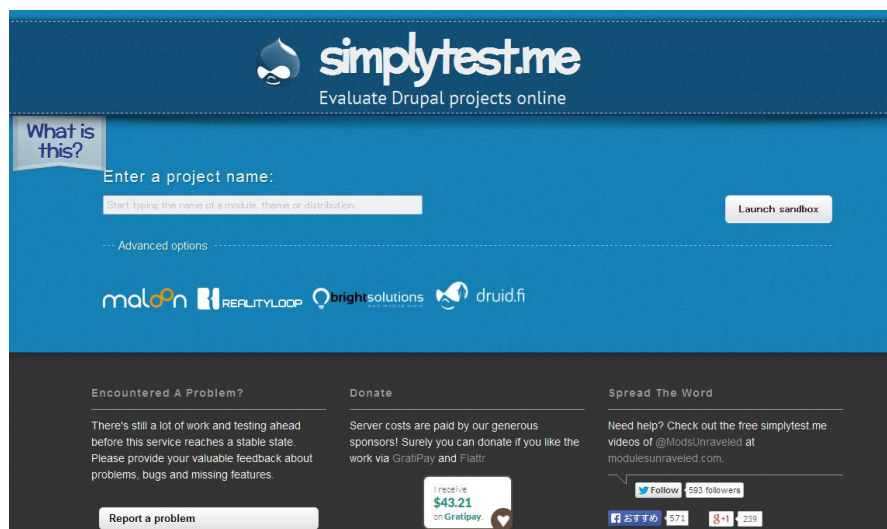 simplytest.me
Evaluate Drupal projects online
What is
this?
Enter a project name:
Start typing the name of a module, theme or distribution..
Launch sandbox
Advanced options
maloon
REALITYLOOP
brightsolutions
web mobile more
druid.fi
Encountered A Problem?
There's still a lot of work and testing ahead
before this service reaches a stable state.
Please provide your valuable feedback about
problems, bugs and missing features.
Report a problem
Donate
Server costs are paid by our generous
sponsors! Surely you can donate if you like the
work via GratiPay and Flattr
I receive
$43.21
on Gratipay.
Spread The Word
Need help? Check out the free simplytest.me
videos of @ModsUnraveled at
modulesunraveled.com.
Follow 593 followers
おすすめ 571 g+1 239